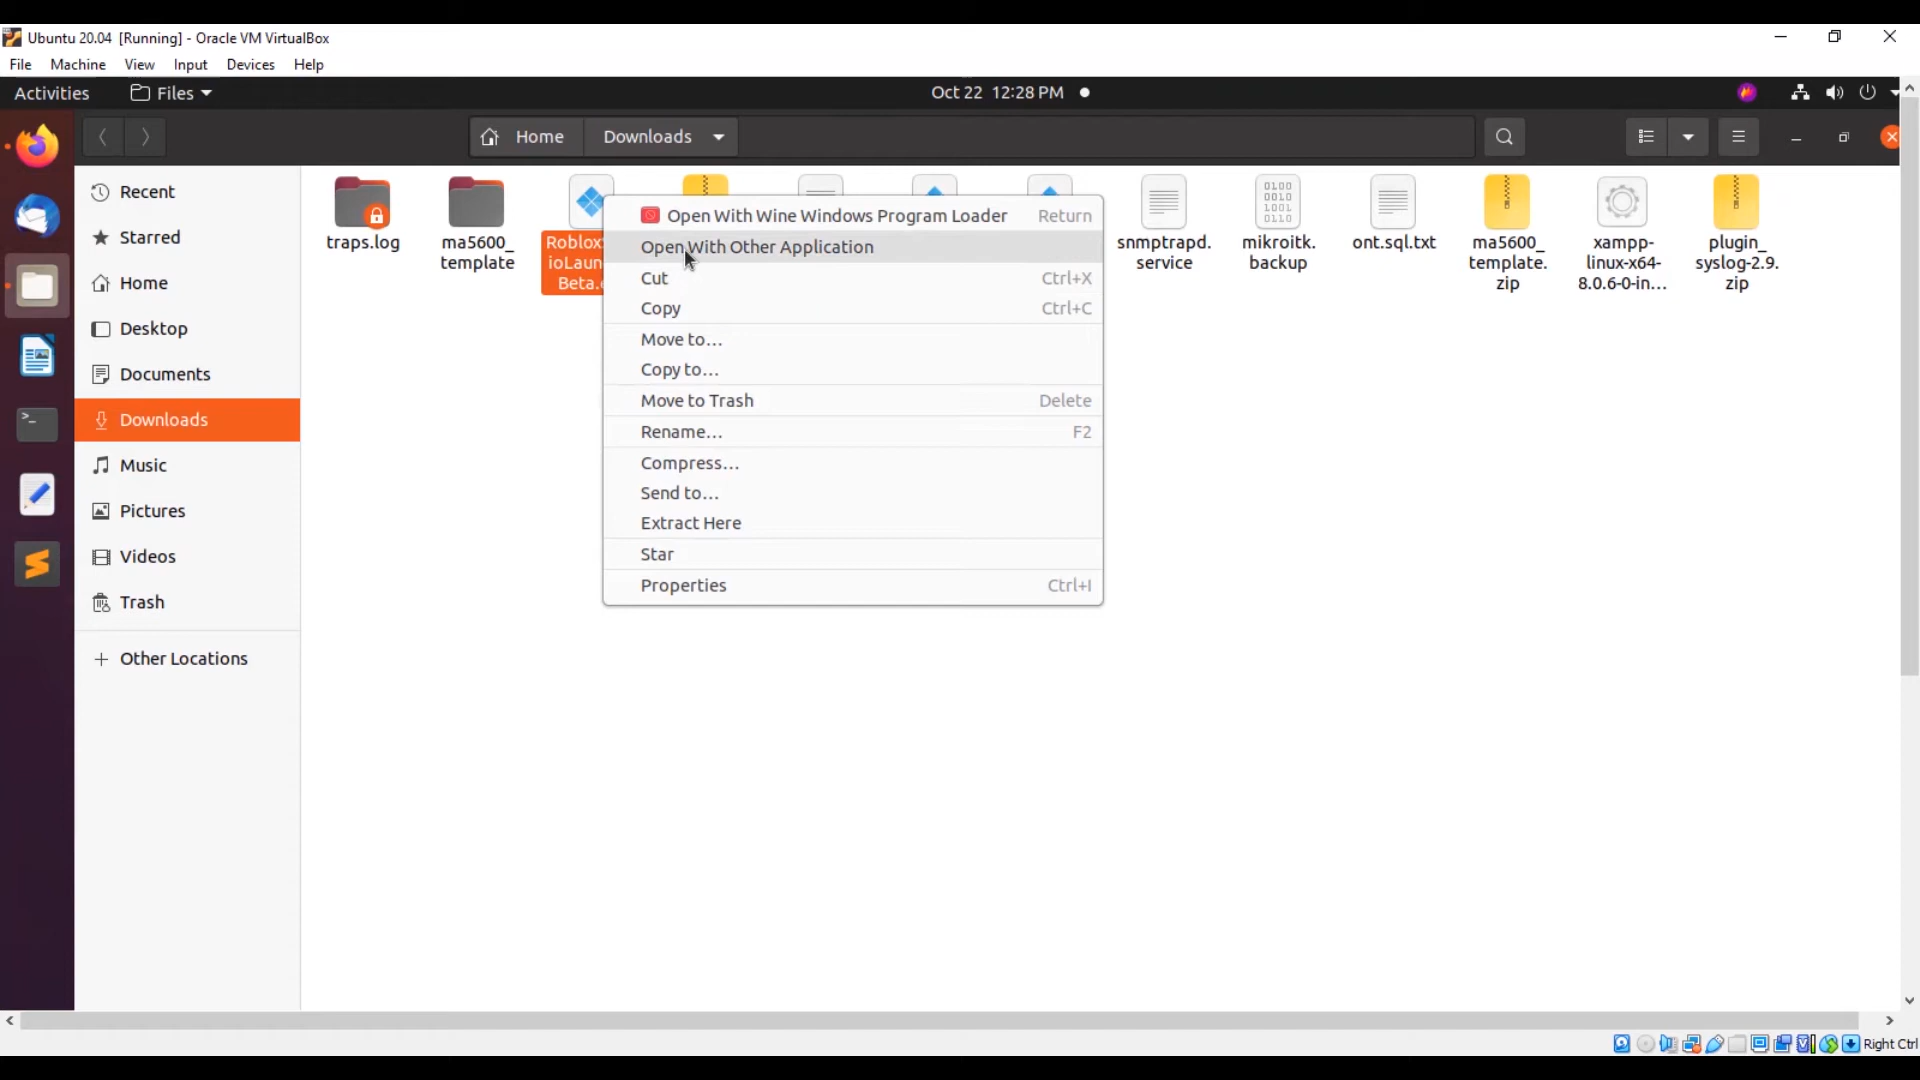 Ubuntu 20.04 [Running] - Oracle VM VirtualBox
File Machine View Input Devices Help
Activities Files Oct 22 12:28 PM
Home Downloads
Recent
Starred
Home
Desktop
Documents
Downloads
Music
Pictures
Videos
Trash
+ Other Locations
traps.log
ma5600_
template
Roblox
ioLaun
Beta.
Open With Wine Windows Program Loader Return
Open With Other Application
Cut Ctrl+X
Copy Ctrl+C
Move to...
Copy to...
Move to Trash Delete
Rename... F2
Compress...
Send to...
Extract Here
Star
Properties Ctrl+I
snmptrapd.
service
mikroitk.
backup
ont.sql.txt
ma5600_
template.
zip
xampp-
linux-x64-
8.0.6-0-in...
plugin_
syslog-2.9.
zip
Right Ctrl